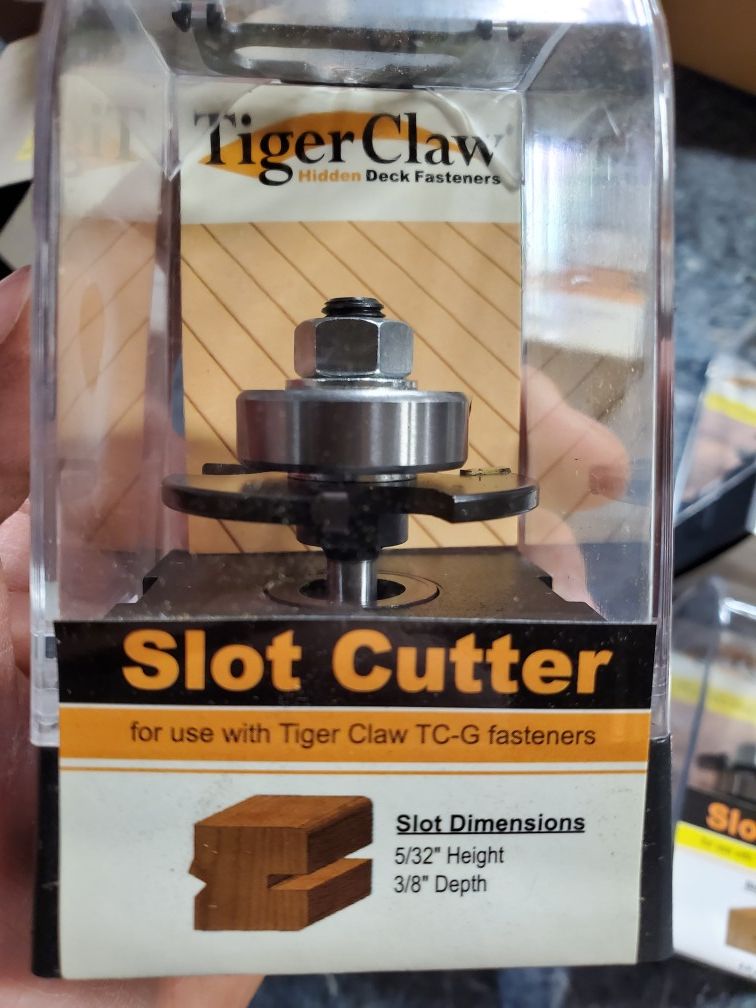 TigerClaw
Hidden Deck Fasteners
Slot Cutter
for use with Tiger Claw TC-G fasteners
Slot Dimensions
5/32" Height
3/8" Depth
Slo